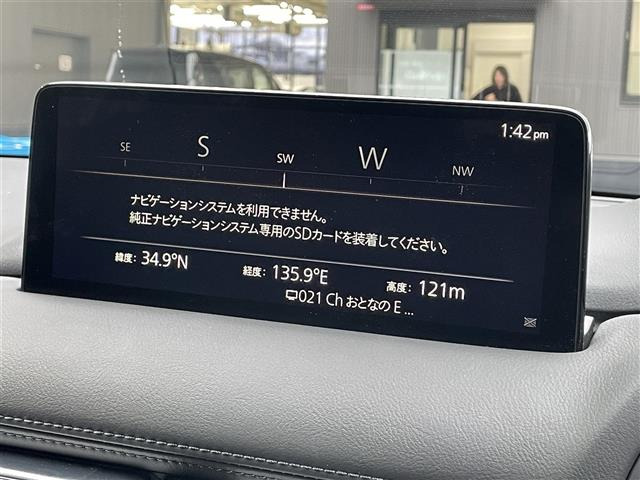 1:42pm
SE S SW W NW
ナビゲーションシステムを利用できません。
純正ナビゲーションシステム専用のSDカードを装着してください。
緯度: 34.9°N 経度: 135.9°E 高度: 121m
021 Ch おとなの E ...